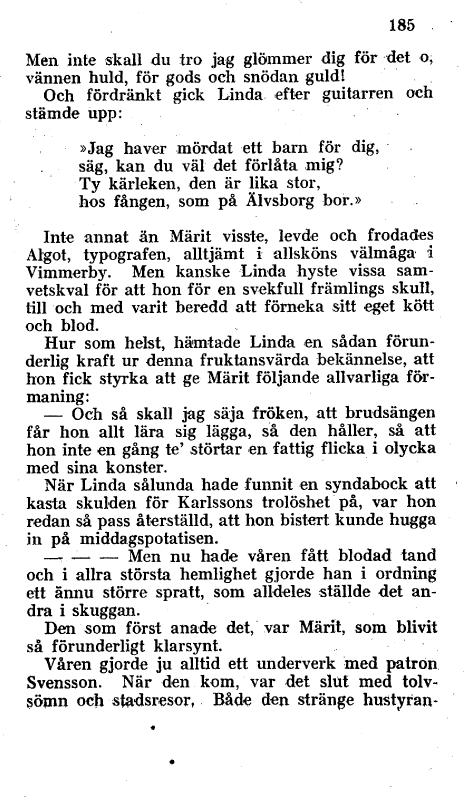 185
Men inte skall du tro jag glömmer dig för det o,
vännen huld, för gods och snödan guld!
Och fördränkt gick Linda efter guitarren och
stämde upp:
»Jag haver mördat ett barn för dig,
säg, kan du väl det förlåta mig?
Ty kärleken, den är lika stor,
hos fången, som på Älvsborg bor.»
Inte annat än Märit visste, levde och frodades
Algot, typografen, alltjämt i allsköns välmåga i
Vimmerby. Men kanske Linda hyste vissa sam-
vetskval för att hon för en svekfull främlings skull,
till och med varit beredd att förneka sitt eget kött
och blod.
Hur som helst, hämtade Linda en sådan förun-
derlig kraft ur denna fruktansvärda bekännelse, att
hon fick styrka att ge Märit följande allvarliga för-
maning:
— Och så skall jag säja fröken, att brudsängen
får hon allt lära sig lägga, så den håller, så att
hon inte en gång te' störtar en fattig flicka i olycka
med sina konster.
När Linda sålunda hade funnit en syndabock att
kasta skulden för Karlssons trolöshet på, var hon
redan så pass återställd, att hon bistert kunde hugga
in på middagspotatisen.
— — — Men nu hade våren fått blodad tand
och i allra största hemlighet gjorde han i ordning
ett ännu större spratt, som alldeles ställde det an-
dra i skuggan.
Den som först anade det, var Märit, som blivit
så förunderligt klarsynt.
Våren gjorde ju alltid ett underverk med patron
Svensson. När den kom, var det slut med tolv-
sömn och stadsresor, Både den stränge hustyran-